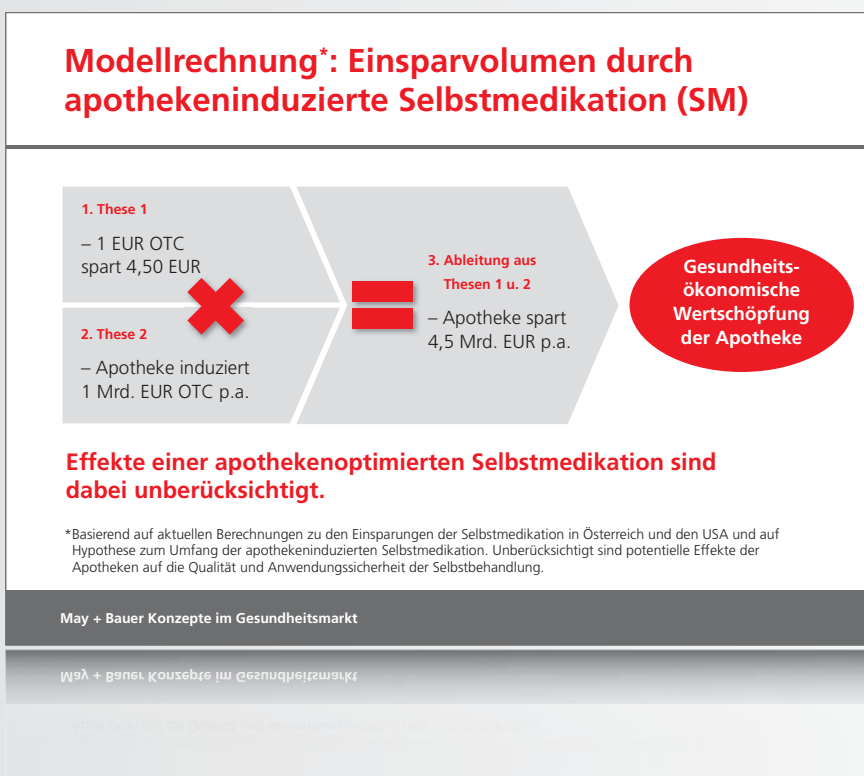 Modellrechnung*: Einsparvolumen durch
apothekeninduzierte Selbstmedikation (SM)
1. These 1
– 1 EUR OTC
spart 4,50 EUR
2. These 2
– Apotheke induziert
1 Mrd. EUR OTC p.a.
3. Ableitung aus
Thesen 1 u. 2
– Apotheke spart
4,5 Mrd. EUR p.a.
Gesundheits-
ökonomische
Wertschöpfung
der Apotheke
Effekte einer apothekenoptimierten Selbstmedikation sind
dabei unberücksichtigt.
*Basierend auf aktuellen Berechnungen zu den Einsparungen der Selbstmedikation in Österreich und den USA und auf
Hypothese zum Umfang der apothekeninduzierten Selbstmedikation. Unberücksichtigt sind potentielle Effekte der
Apotheken auf die Qualität und Anwendungssicherheit der Selbstbehandlung.
May + Bauer Konzepte im Gesundheitsmarkt